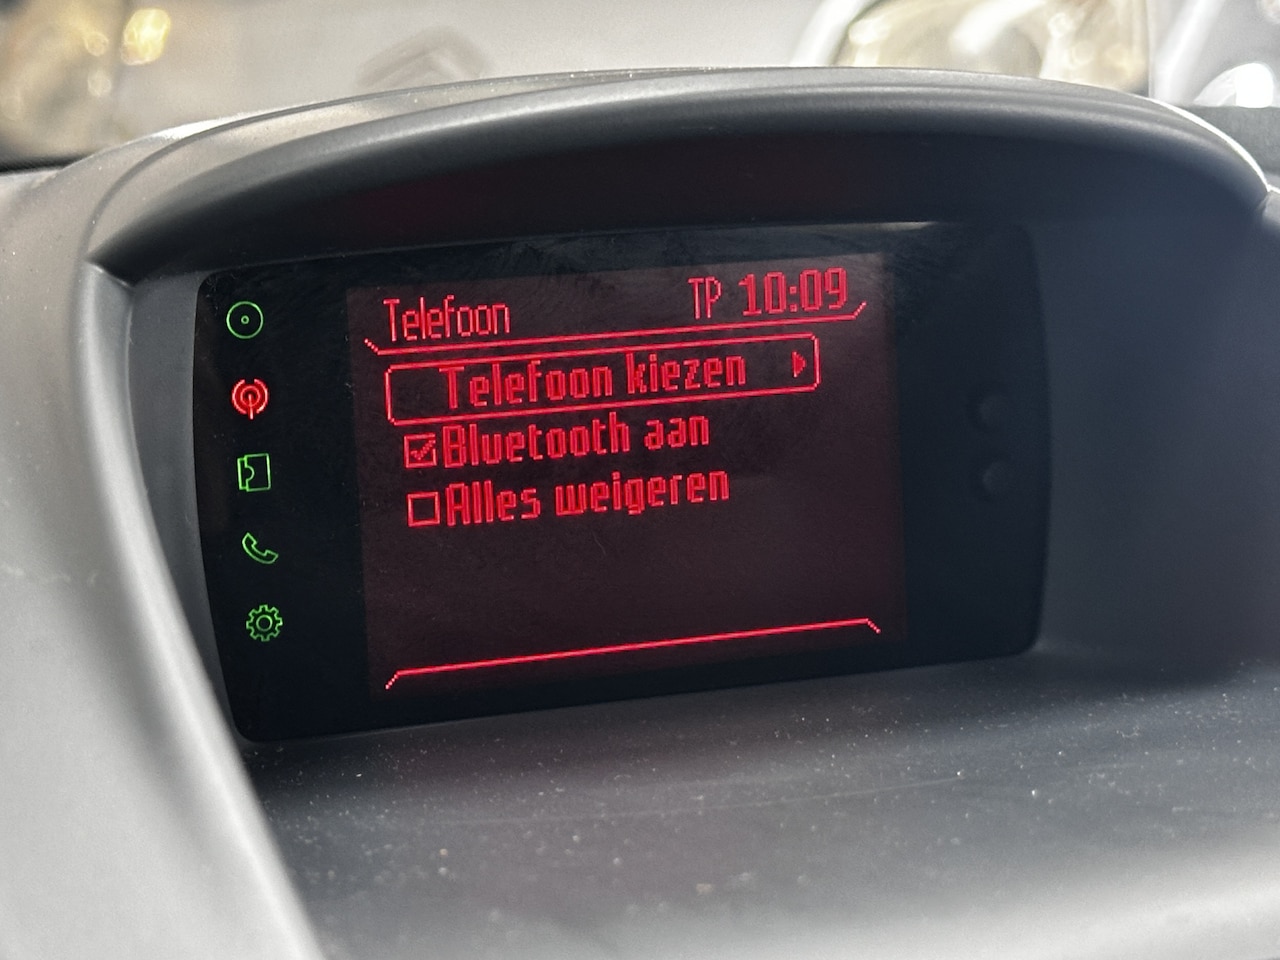 Telefoon TP 10:09
Telefoon kiezen
Bluetooth aan
Alles weigeren